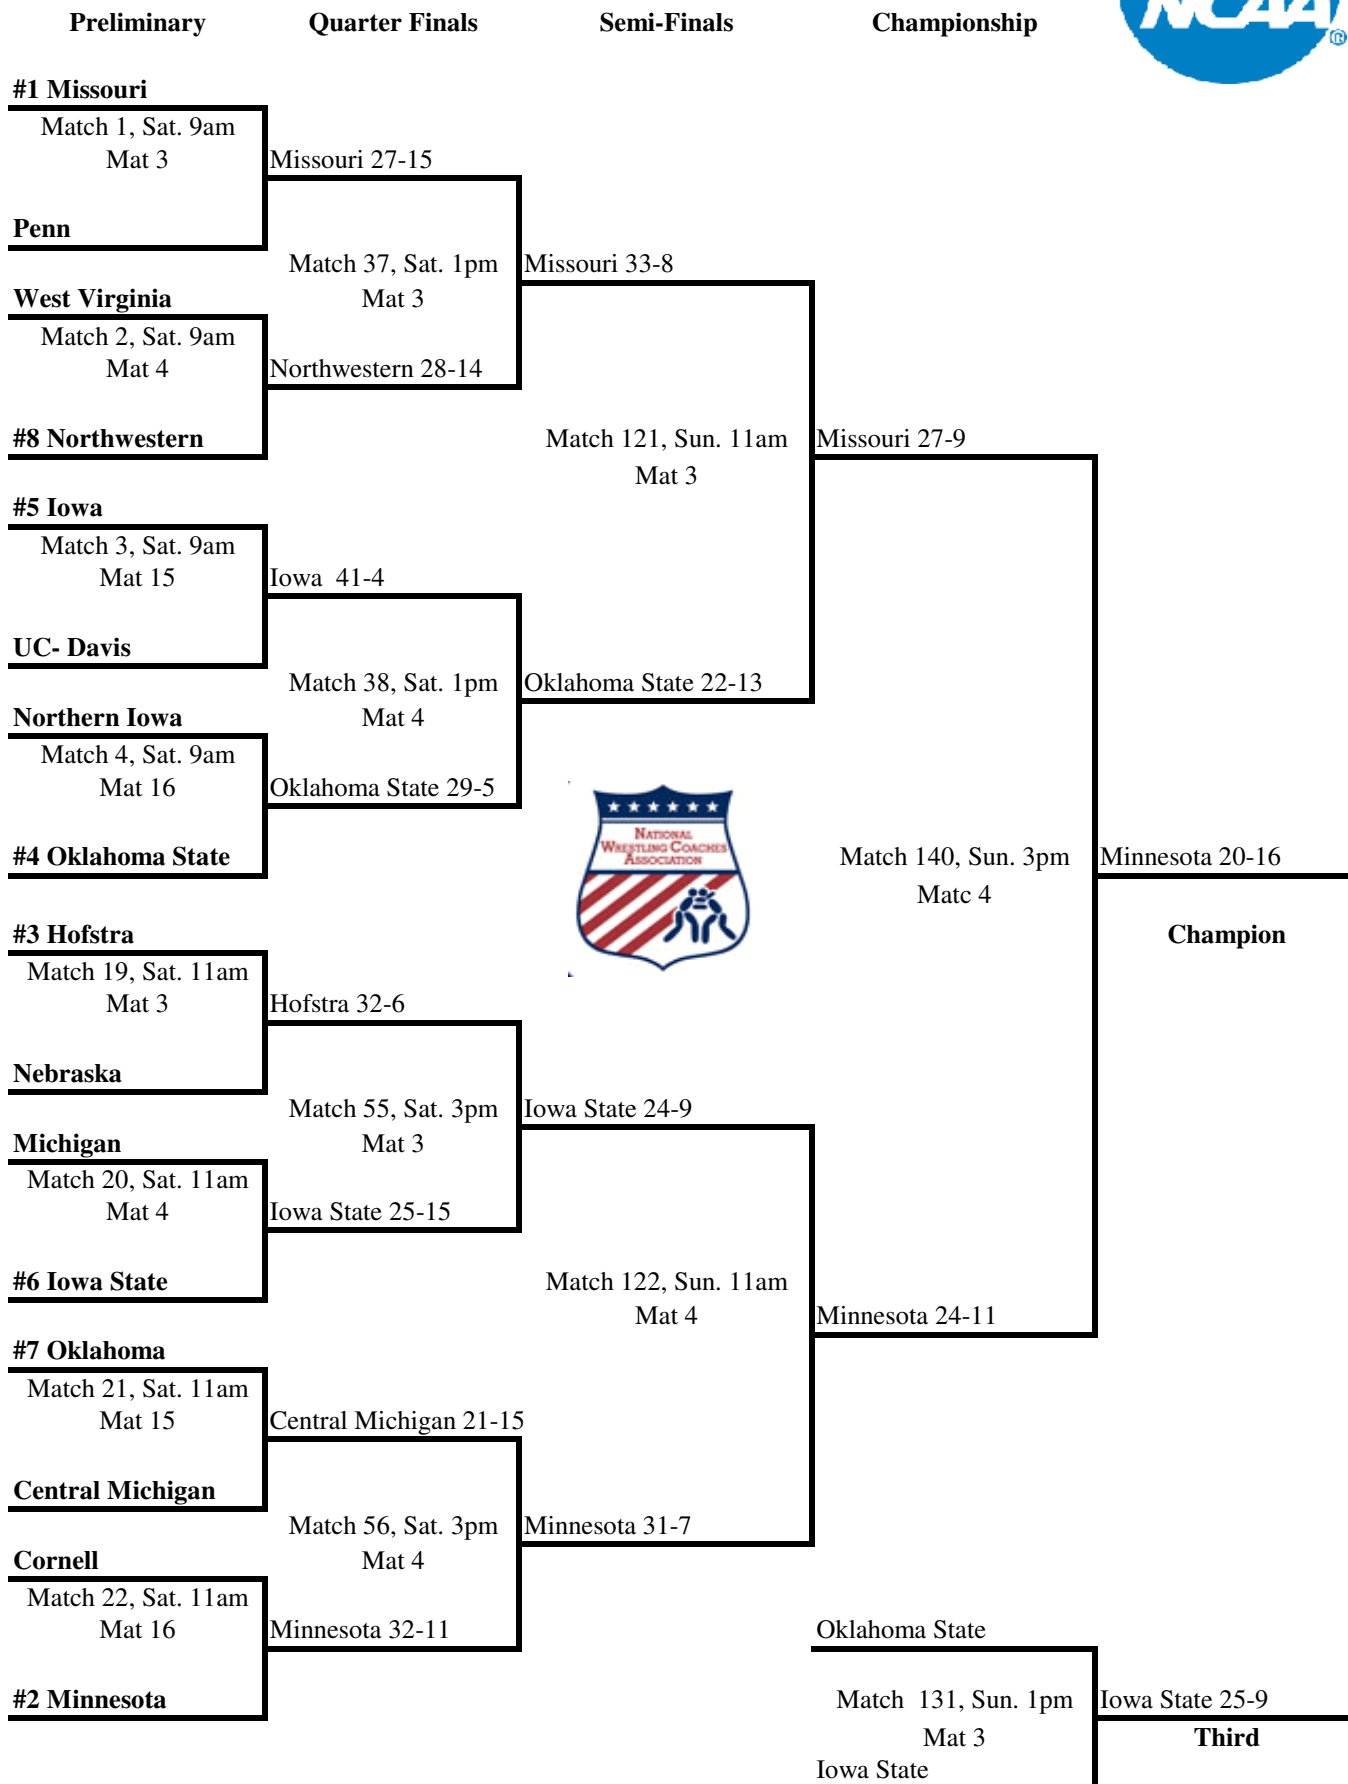 Preliminary Quarter Finals Semi-Finals Championship
NCAA®
#1 Missouri
Match 1, Sat. 9am
Mat 3
Missouri 27-15
Penn
Match 37, Sat. 1pm
Mat 3
Missouri 33-8
West Virginia
Match 2, Sat. 9am
Mat 4
Northwestern 28-14
#8 Northwestern
Match 121, Sun. 11am
Mat 3
Missouri 27-9
#5 Iowa
Match 3, Sat. 9am
Mat 15
Iowa  41-4
UC- Davis
Match 38, Sat. 1pm
Mat 4
Oklahoma State 22-13
Northern Iowa
Match 4, Sat. 9am
Mat 16
Oklahoma State 29-5
#4 Oklahoma State
NATIONAL
WRESTLING COACHES
ASSOCIATION
Match 140, Sun. 3pm
Matc 4
Minnesota 20-16
Champion
#3 Hofstra
Match 19, Sat. 11am
Mat 3
Hofstra 32-6
Nebraska
Match 55, Sat. 3pm
Mat 3
Iowa State 24-9
Michigan
Match 20, Sat. 11am
Mat 4
Iowa State 25-15
#6 Iowa State
Match 122, Sun. 11am
Mat 4
Minnesota 24-11
#7 Oklahoma
Match 21, Sat. 11am
Mat 15
Central Michigan 21-15
Central Michigan
Match 56, Sat. 3pm
Mat 4
Minnesota 31-7
Cornell
Match 22, Sat. 11am
Mat 16
Minnesota 32-11
#2 Minnesota
Oklahoma State
Match  131, Sun. 1pm
Mat 3
Iowa State 25-9
Third
Iowa State